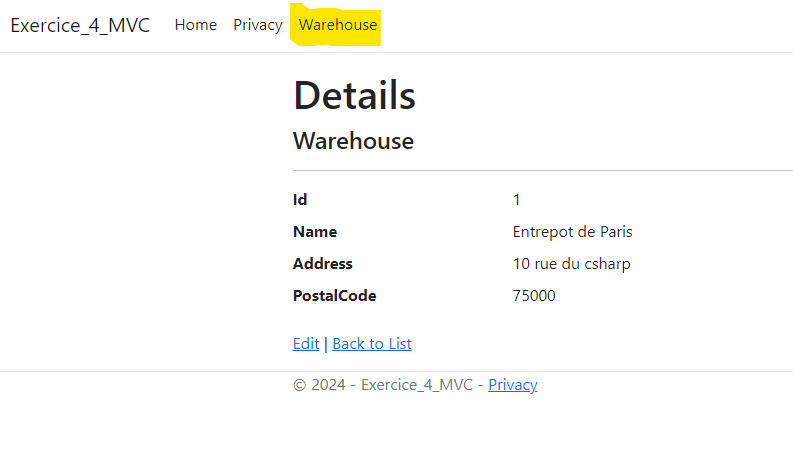 Exercice_4_MVC Home Privacy Warehouse
Details
Warehouse
Id 1
Name Entrepot de Paris
Address 10 rue du csharp
PostalCode 75000
Edit | Back to List
© 2024 - Exercice_4_MVC - Privacy